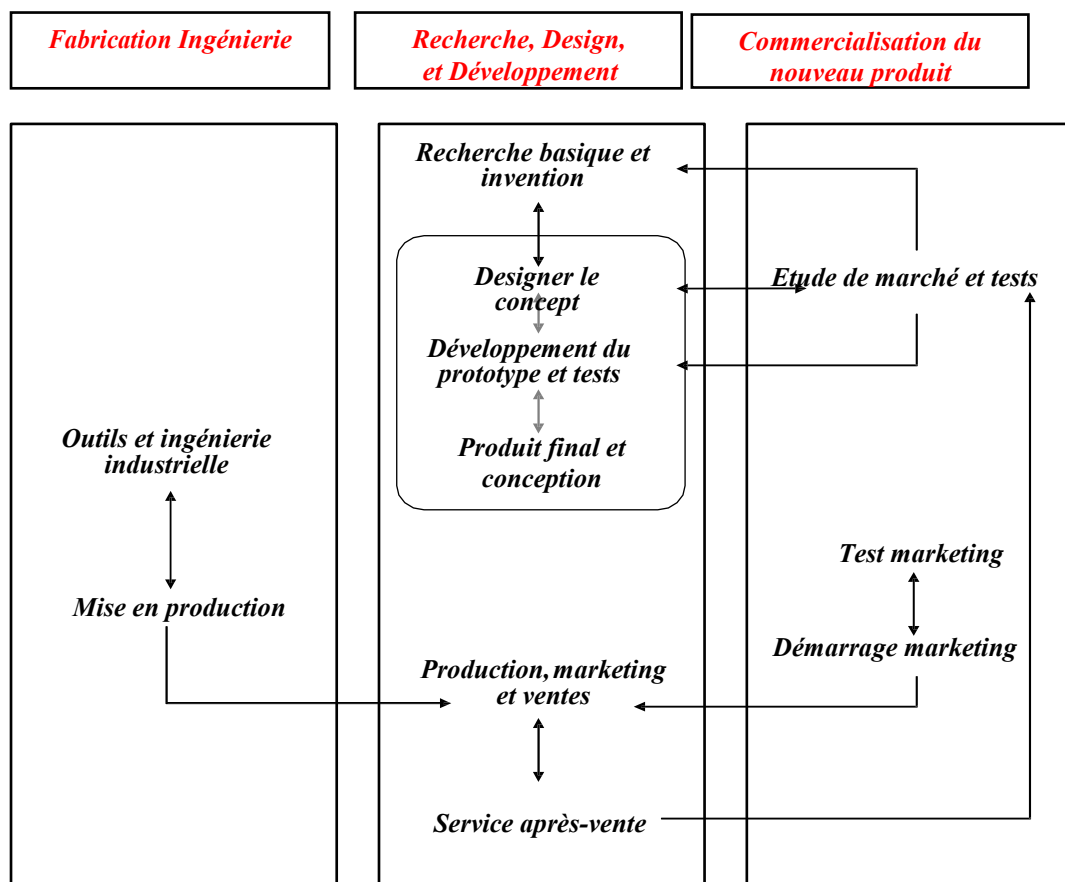 Fabrication Ingénierie
Recherche, Design,
et Développement
Commercialisation du
nouveau produit
Recherche basique et
invention
Designer le
concept
Etude de marché et tests
Développement du
prototype et tests
Outils et ingénierie
industrielle
Produit final et
conception
Test marketing
Mise en production
Démarrage marketing
Production, marketing
et ventes
Service après-vente